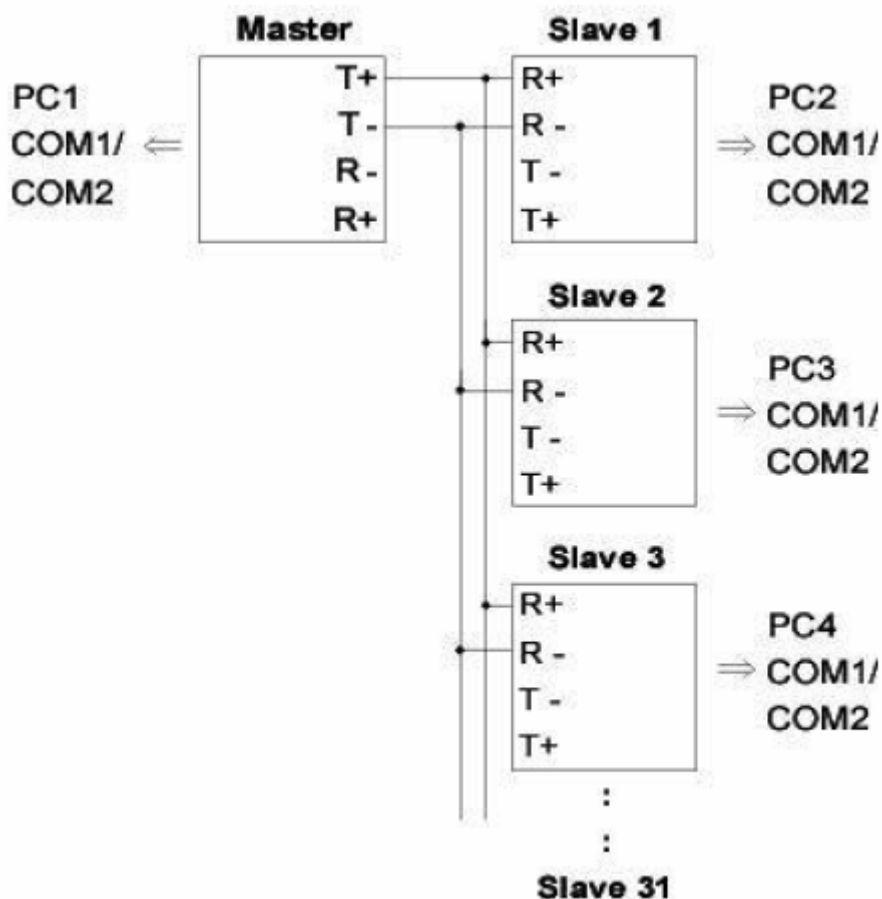 Master
PC1
COM1/
COM2
T+
T -
R -
R+
Slave 1
R+
R -
T -
T+
PC2
COM1/
COM2
Slave 2
R+
R -
T -
T+
PC3
COM1/
COM2
Slave 3
R+
R -
T -
T+
PC4
COM1/
COM2
:
:
Slave 31